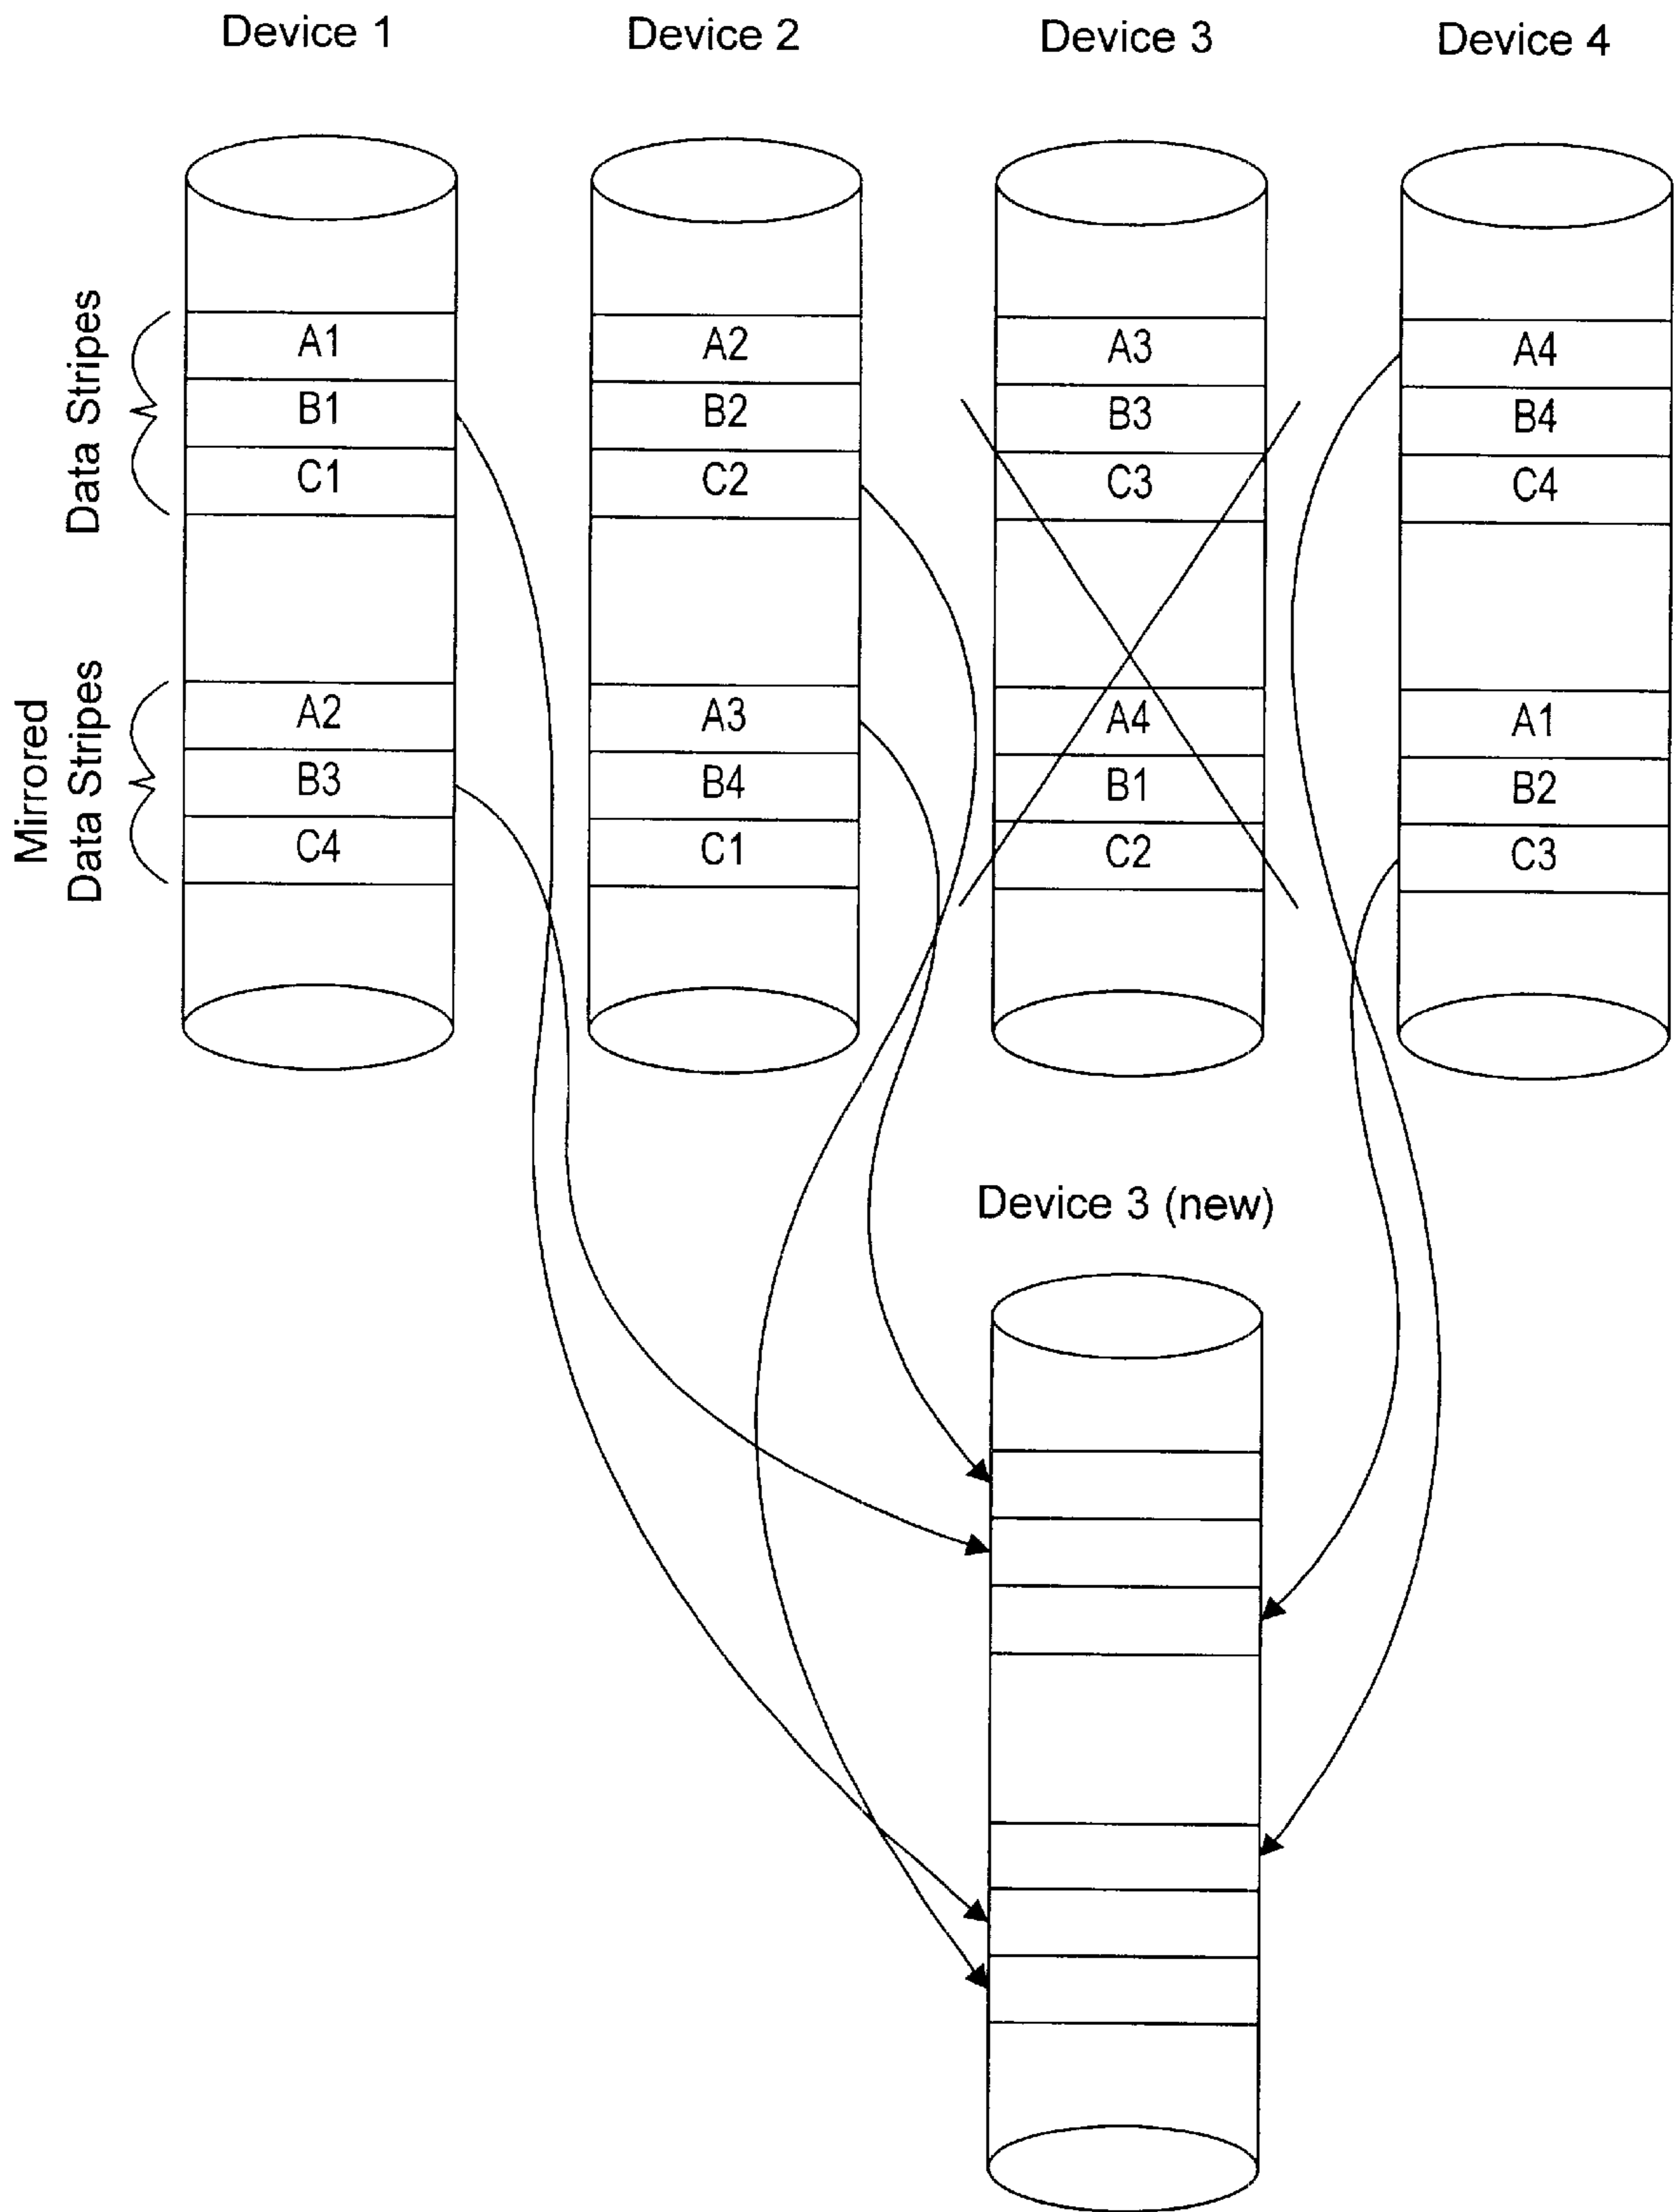 Device 1 Device 2 Device 3 Device 4
Data Stripes
A1 A2 A3 A4
B1 B2 B3 B4
C1 C2 C3 C4
Mirrored
Data Stripes
A2 A3 A4 A1
B3 B4 B1 B2
C4 C1 C2 C3
Device 3 (new)